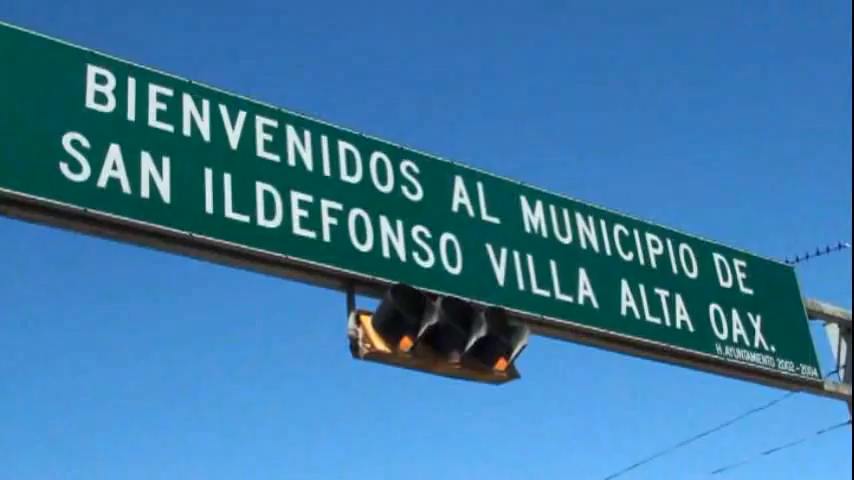 BIENVENIDOS AL MUNICIPIO DE
SAN ILDEFONSO VILLA ALTA OAX.
H. AYUNTAMIENTO 2002-2004